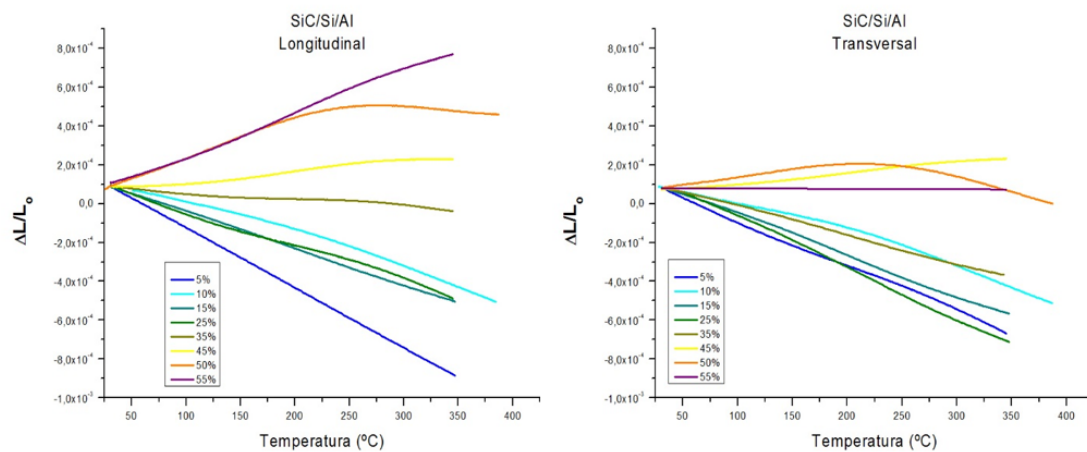 SiC/Si/Al
Longitudinal
8,0x10⁻⁴
6,0x10⁻⁴
4,0x10⁻⁴
2,0x10⁻⁴
0,0
-2,0x10⁻⁴
-4,0x10⁻⁴
-6,0x10⁻⁴
-8,0x10⁻⁴
-1,0x10⁻³
ΔL/Lₒ
5%
10%
15%
25%
35%
45%
50%
55%
50 100 150 200 250 300 350 400
Temperatura (ºC)
SiC/Si/Al
Transversal
8,0x10⁻⁴
6,0x10⁻⁴
4,0x10⁻⁴
2,0x10⁻⁴
0,0
-2,0x10⁻⁴
-4,0x10⁻⁴
-6,0x10⁻⁴
-8,0x10⁻⁴
-1,0x10⁻³
ΔL/Lₒ
5%
10%
15%
25%
35%
45%
50%
55%
50 100 150 200 250 300 350 400
Temperatura (ºC)